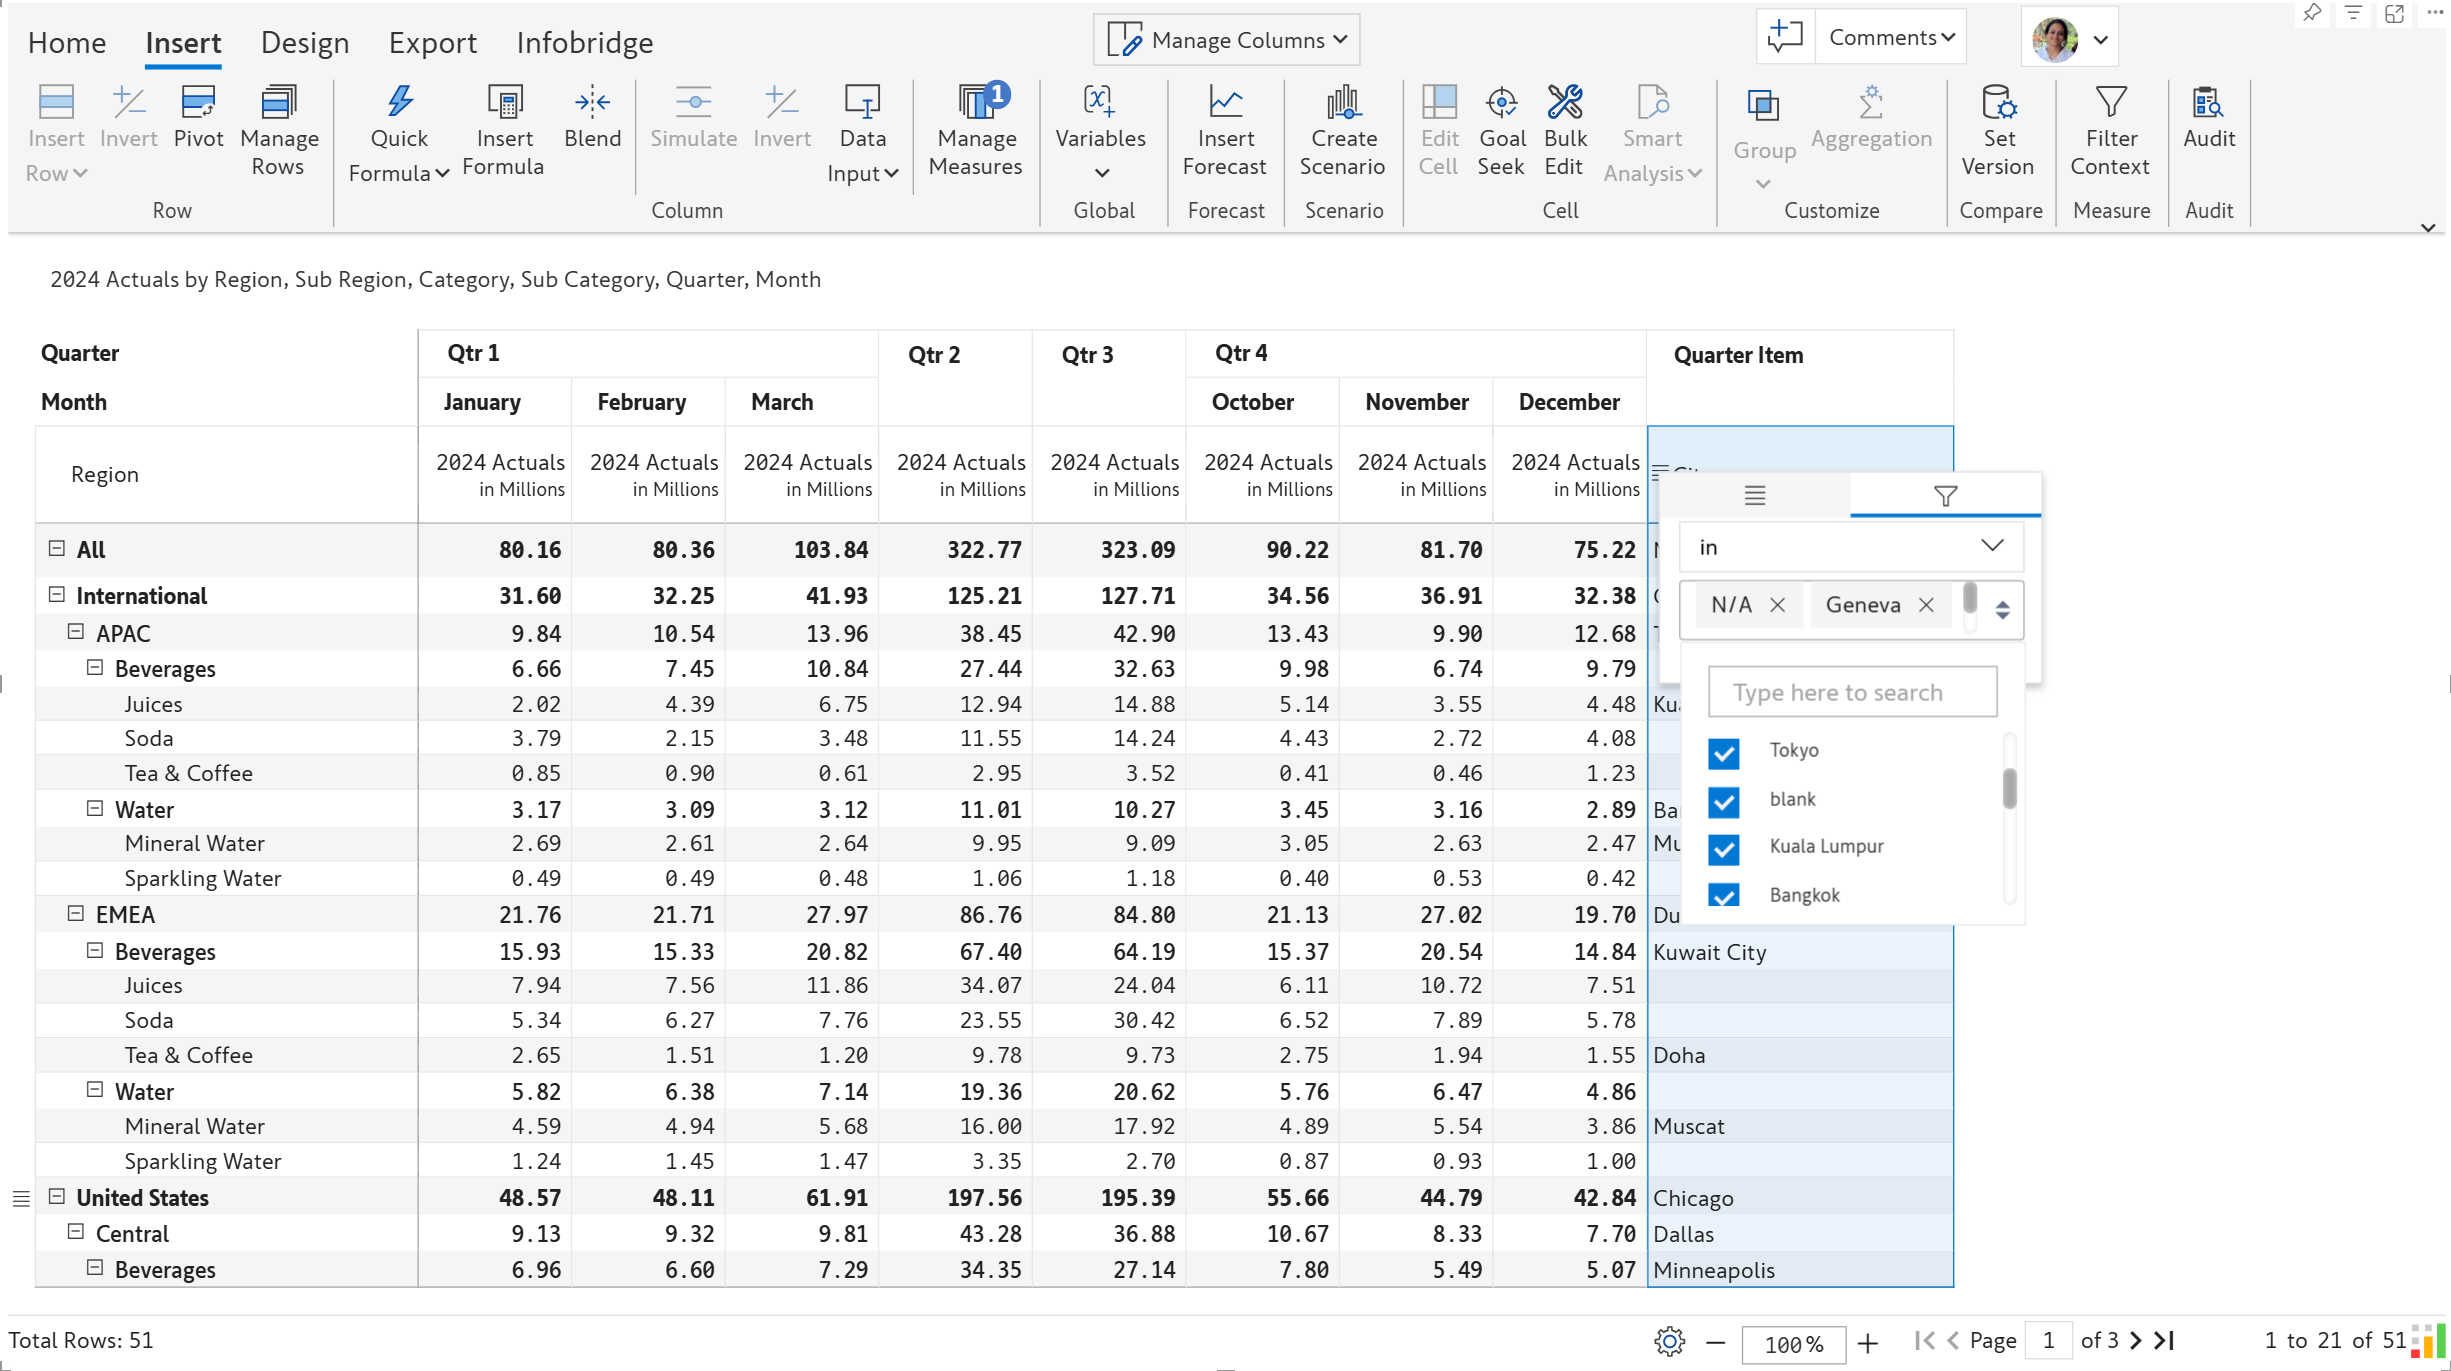 Home Insert Design Export Infobridge Manage Columns Comments
Insert Row Invert Pivot Manage Rows Quick Formula Insert Formula Blend Simulate Invert Data Input Manage Measures 1 Variables Insert Forecast Create Scenario Edit Cell Goal Seek Bulk Edit Smart Analysis Group Aggregation Set Version Filter Context Audit
Row Column Global Forecast Scenario Cell Customize Compare Measure Audit
2024 Actuals by Region, Sub Region, Category, Sub Category, Quarter, Month
Quarter Qtr 1 Qtr 2 Qtr 3 Qtr 4 Quarter Item
Month January February March October November December
Region 2024 Actuals 2024 Actuals 2024 Actuals 2024 Actuals 2024 Actuals 2024 Actuals 2024 Actuals 2024 Actuals
in Millions in Millions in Millions in Millions in Millions in Millions in Millions in Millions
All 80.16 80.36 103.84 322.77 323.09 90.22 81.70 75.22
International 31.60 32.25 41.93 125.21 127.71 34.56 36.91 32.38
APAC 9.84 10.54 13.96 38.45 42.90 13.43 9.90 12.68
Beverages 6.66 7.45 10.84 27.44 32.63 9.98 6.74 9.79
Juices 2.02 4.39 6.75 12.94 14.88 5.14 3.55 4.48
Soda 3.79 2.15 3.48 11.55 14.24 4.43 2.72 4.08
Tea & Coffee 0.85 0.90 0.61 2.95 3.52 0.41 0.46 1.23
Water 3.17 3.09 3.12 11.01 10.27 3.45 3.16 2.89
Mineral Water 2.69 2.61 2.64 9.95 9.09 3.05 2.63 2.47
Sparkling Water 0.49 0.49 0.48 1.06 1.18 0.40 0.53 0.42
EMEA 21.76 21.71 27.97 86.76 84.80 21.13 27.02 19.70
Beverages 15.93 15.33 20.82 67.40 64.19 15.37 20.54 14.84 Kuwait City
Juices 7.94 7.56 11.86 34.07 24.04 6.11 10.72 7.51
Soda 5.34 6.27 7.76 23.55 30.42 6.52 7.89 5.78
Tea & Coffee 2.65 1.51 1.20 9.78 9.73 2.75 1.94 1.55 Doha
Water 5.82 6.38 7.14 19.36 20.62 5.76 6.47 4.86
Mineral Water 4.59 4.94 5.68 16.00 17.92 4.89 5.54 3.86 Muscat
Sparkling Water 1.24 1.45 1.47 3.35 2.70 0.87 0.93 1.00
United States 48.57 48.11 61.91 197.56 195.39 55.66 44.79 42.84 Chicago
Central 9.13 9.32 9.81 43.28 36.88 10.67 8.33 7.70 Dallas
Beverages 6.96 6.60 7.29 34.35 27.14 7.80 5.49 5.07 Minneapolis
in
N/A Geneva
Type here to search
Tokyo
blank
Kuala Lumpur
Bangkok
Total Rows: 51 100% Page 1 of 3 1 to 21 of 51